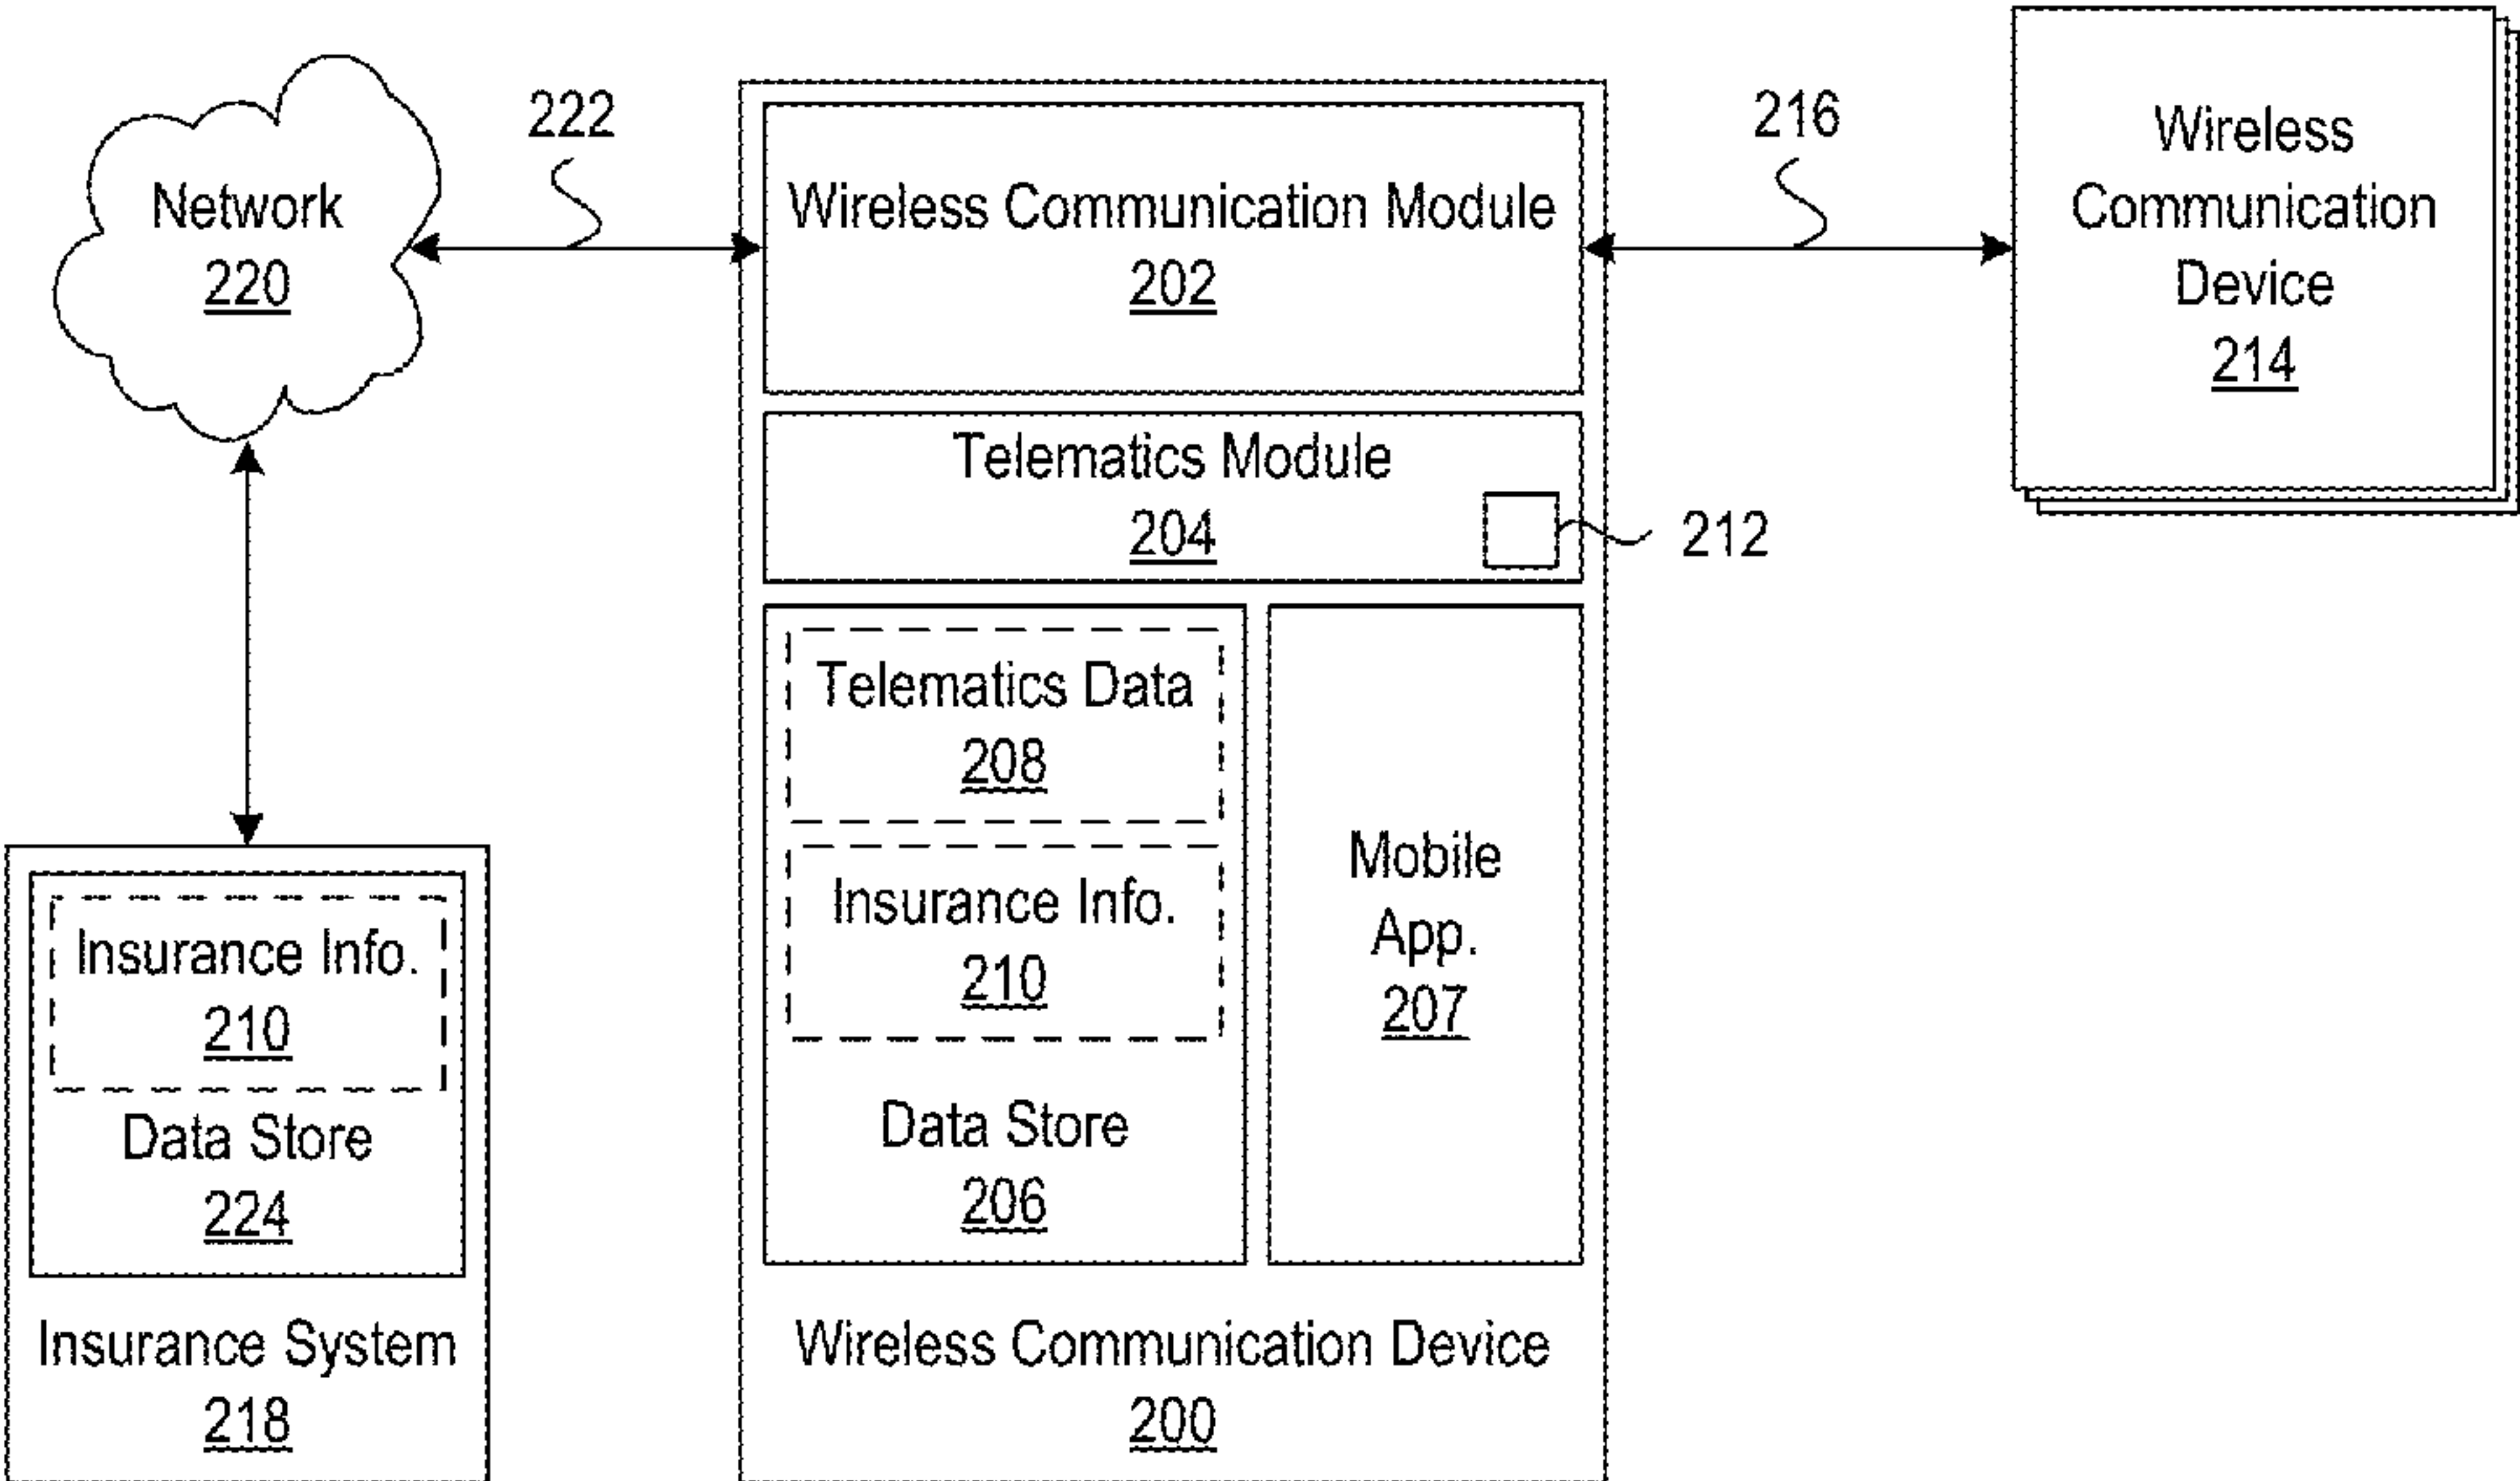 Network
220
222
Wireless Communication Module
202
216
Wireless
Communication
Device
214
Telematics Module
204
212
Telematics Data
208
Insurance Info.
210
Data Store
206
Mobile
App.
207
Wireless Communication Device
200
Insurance Info.
210
Data Store
224
Insurance System
218